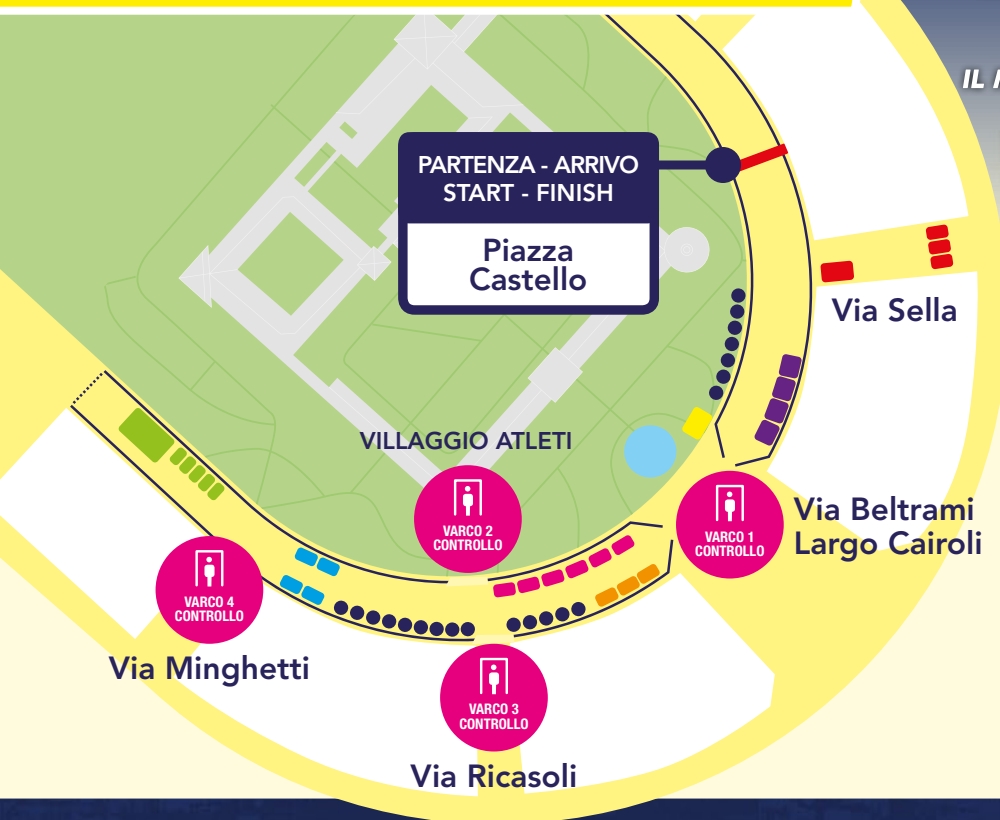 IL
PARTENZA - ARRIVO
START - FINISH
Piazza
Castello
Via Sella
VILLAGGIO ATLETI
VARCO 2
CONTROLLO
VARCO 1
CONTROLLO
Via Beltrami
Largo Cairoli
VARCO 4
CONTROLLO
Via Minghetti
VARCO 3
CONTROLLO
Via Ricasoli